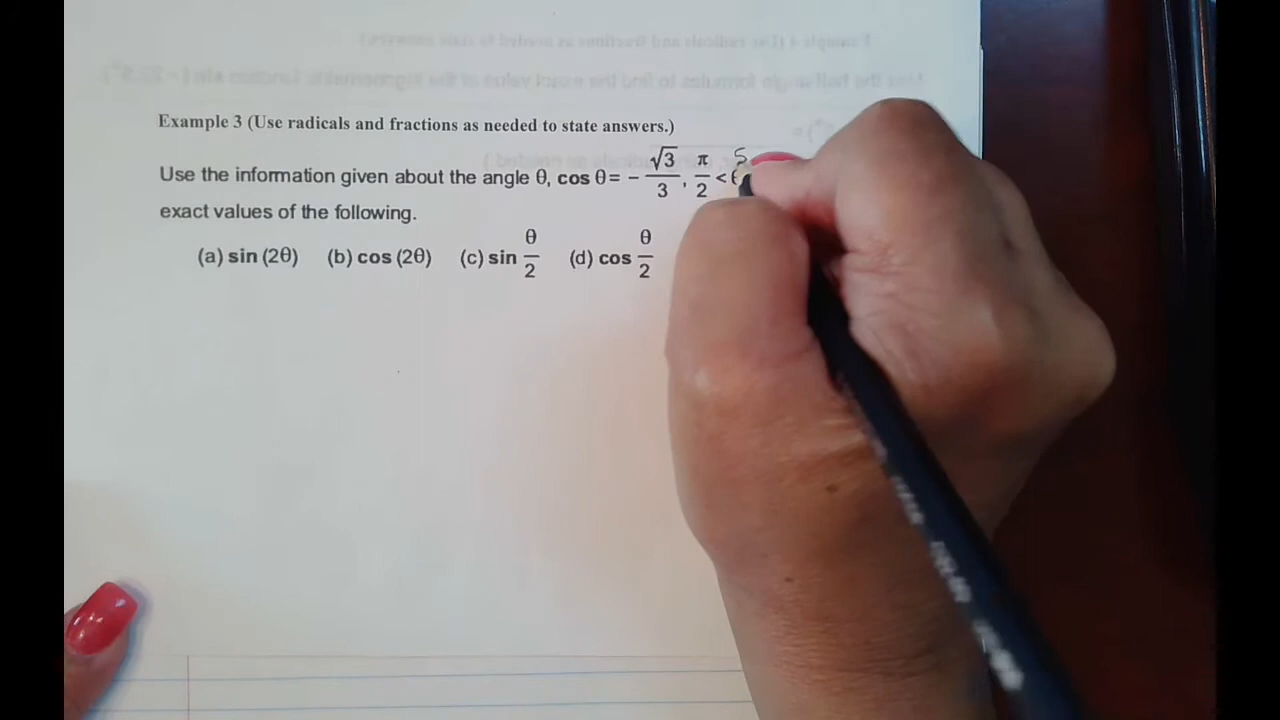 Example 3 (Use radicals and fractions as needed to state answers.)
Use the information given about the angle θ, cos θ = − √3/3, π/2 <
exact values of the following.
(a) sin (2θ) (b) cos (2θ) (c) sin θ/2 (d) cos θ/2